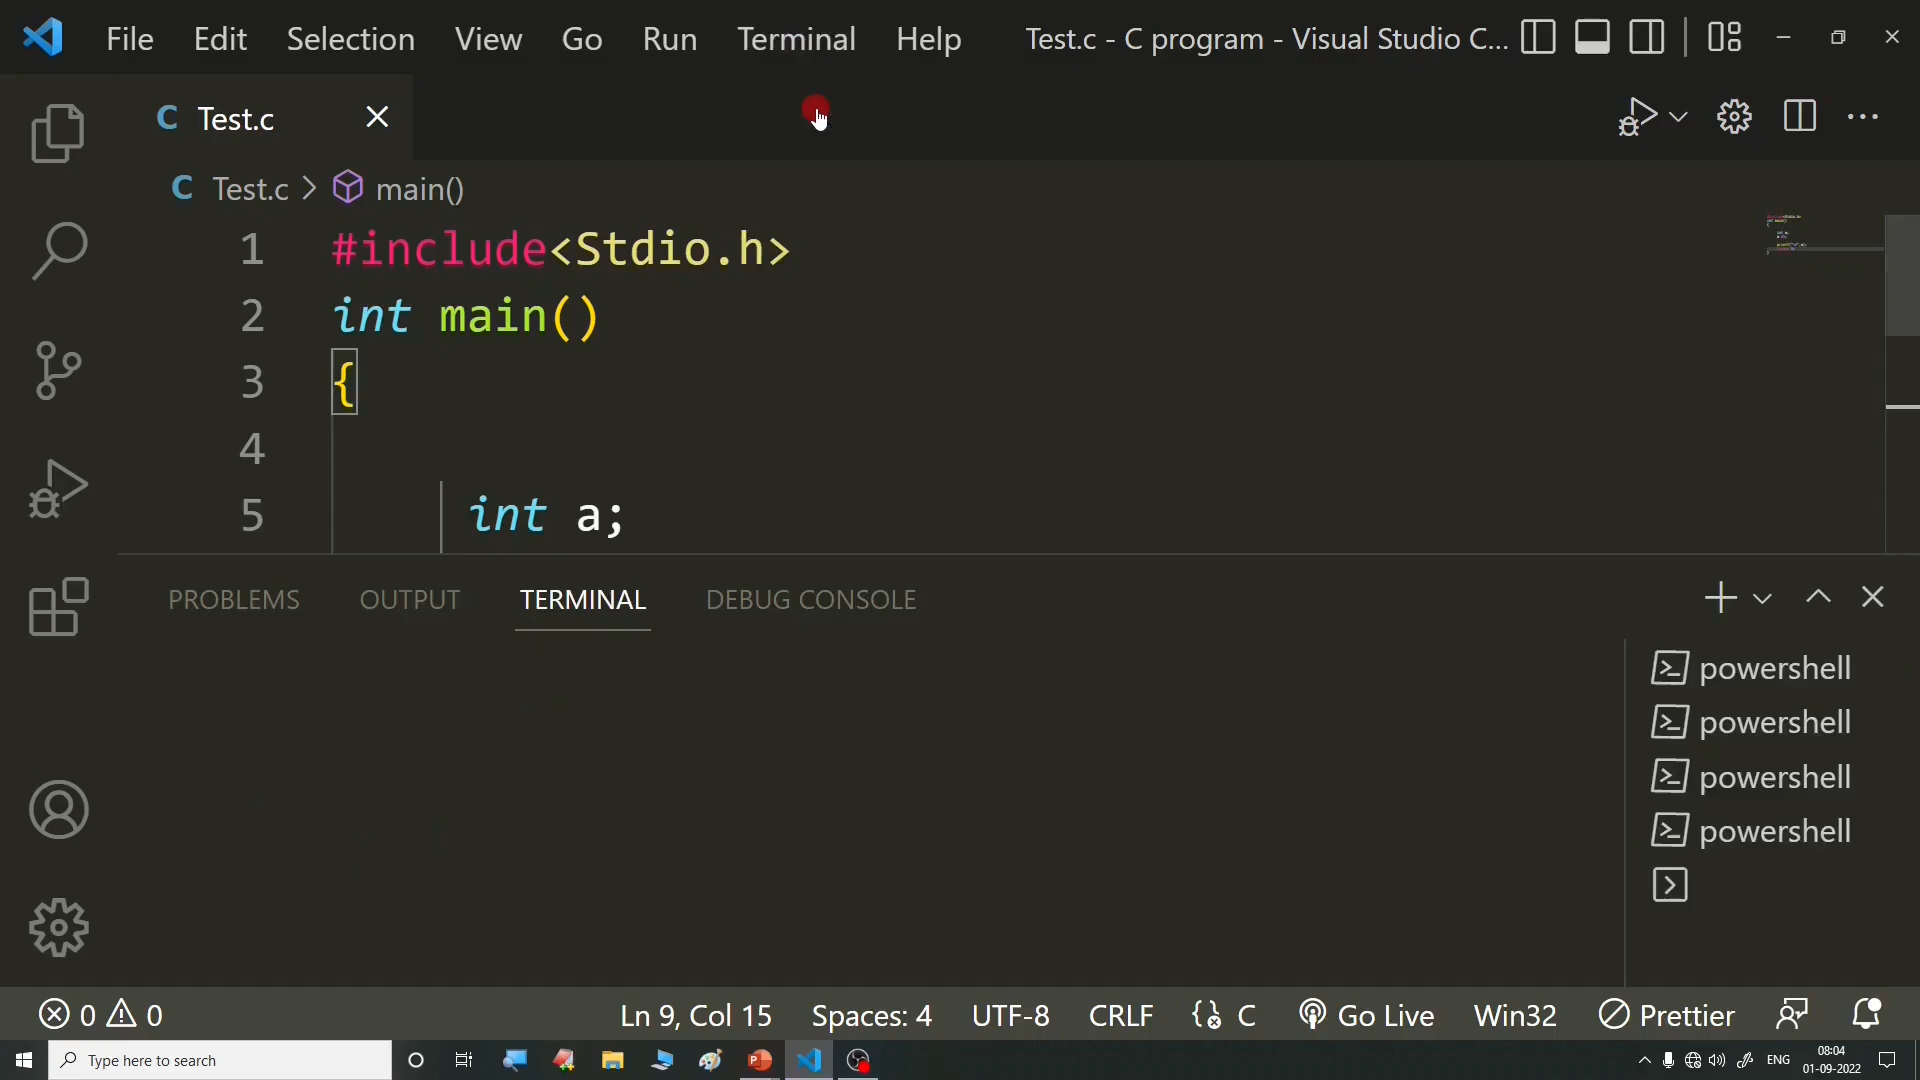 File Edit Selection View Go Run Terminal Help Test.c - C program - Visual Studio C...
C Test.c
C Test.c > main()
1 #include<Stdio.h>
2 int main()
3 {
4
5 int a;
PROBLEMS OUTPUT TERMINAL DEBUG CONSOLE
powershell
powershell
powershell
powershell
0 0 Ln 9, Col 15 Spaces: 4 UTF-8 CRLF C Go Live Win32 Prettier
Type here to search
ENG
08:04
01-09-2022